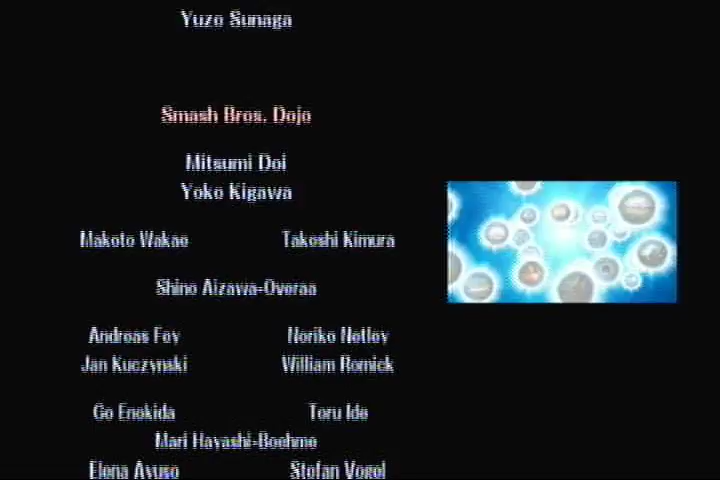 Yuzo Sunaga
Smash Bros. Dojo
Mitsumi Doi
Yoko Kigawa
Makoto Wakao Takoshi Kimura
Shino Aizawa-Overaa
Andreas Foy Noriko Netley
Jan Kuczynski William Romick
Go Enokida Toru Ide
Mari Hayashi-Boehme
Elena Ayuso Stefan Vogel